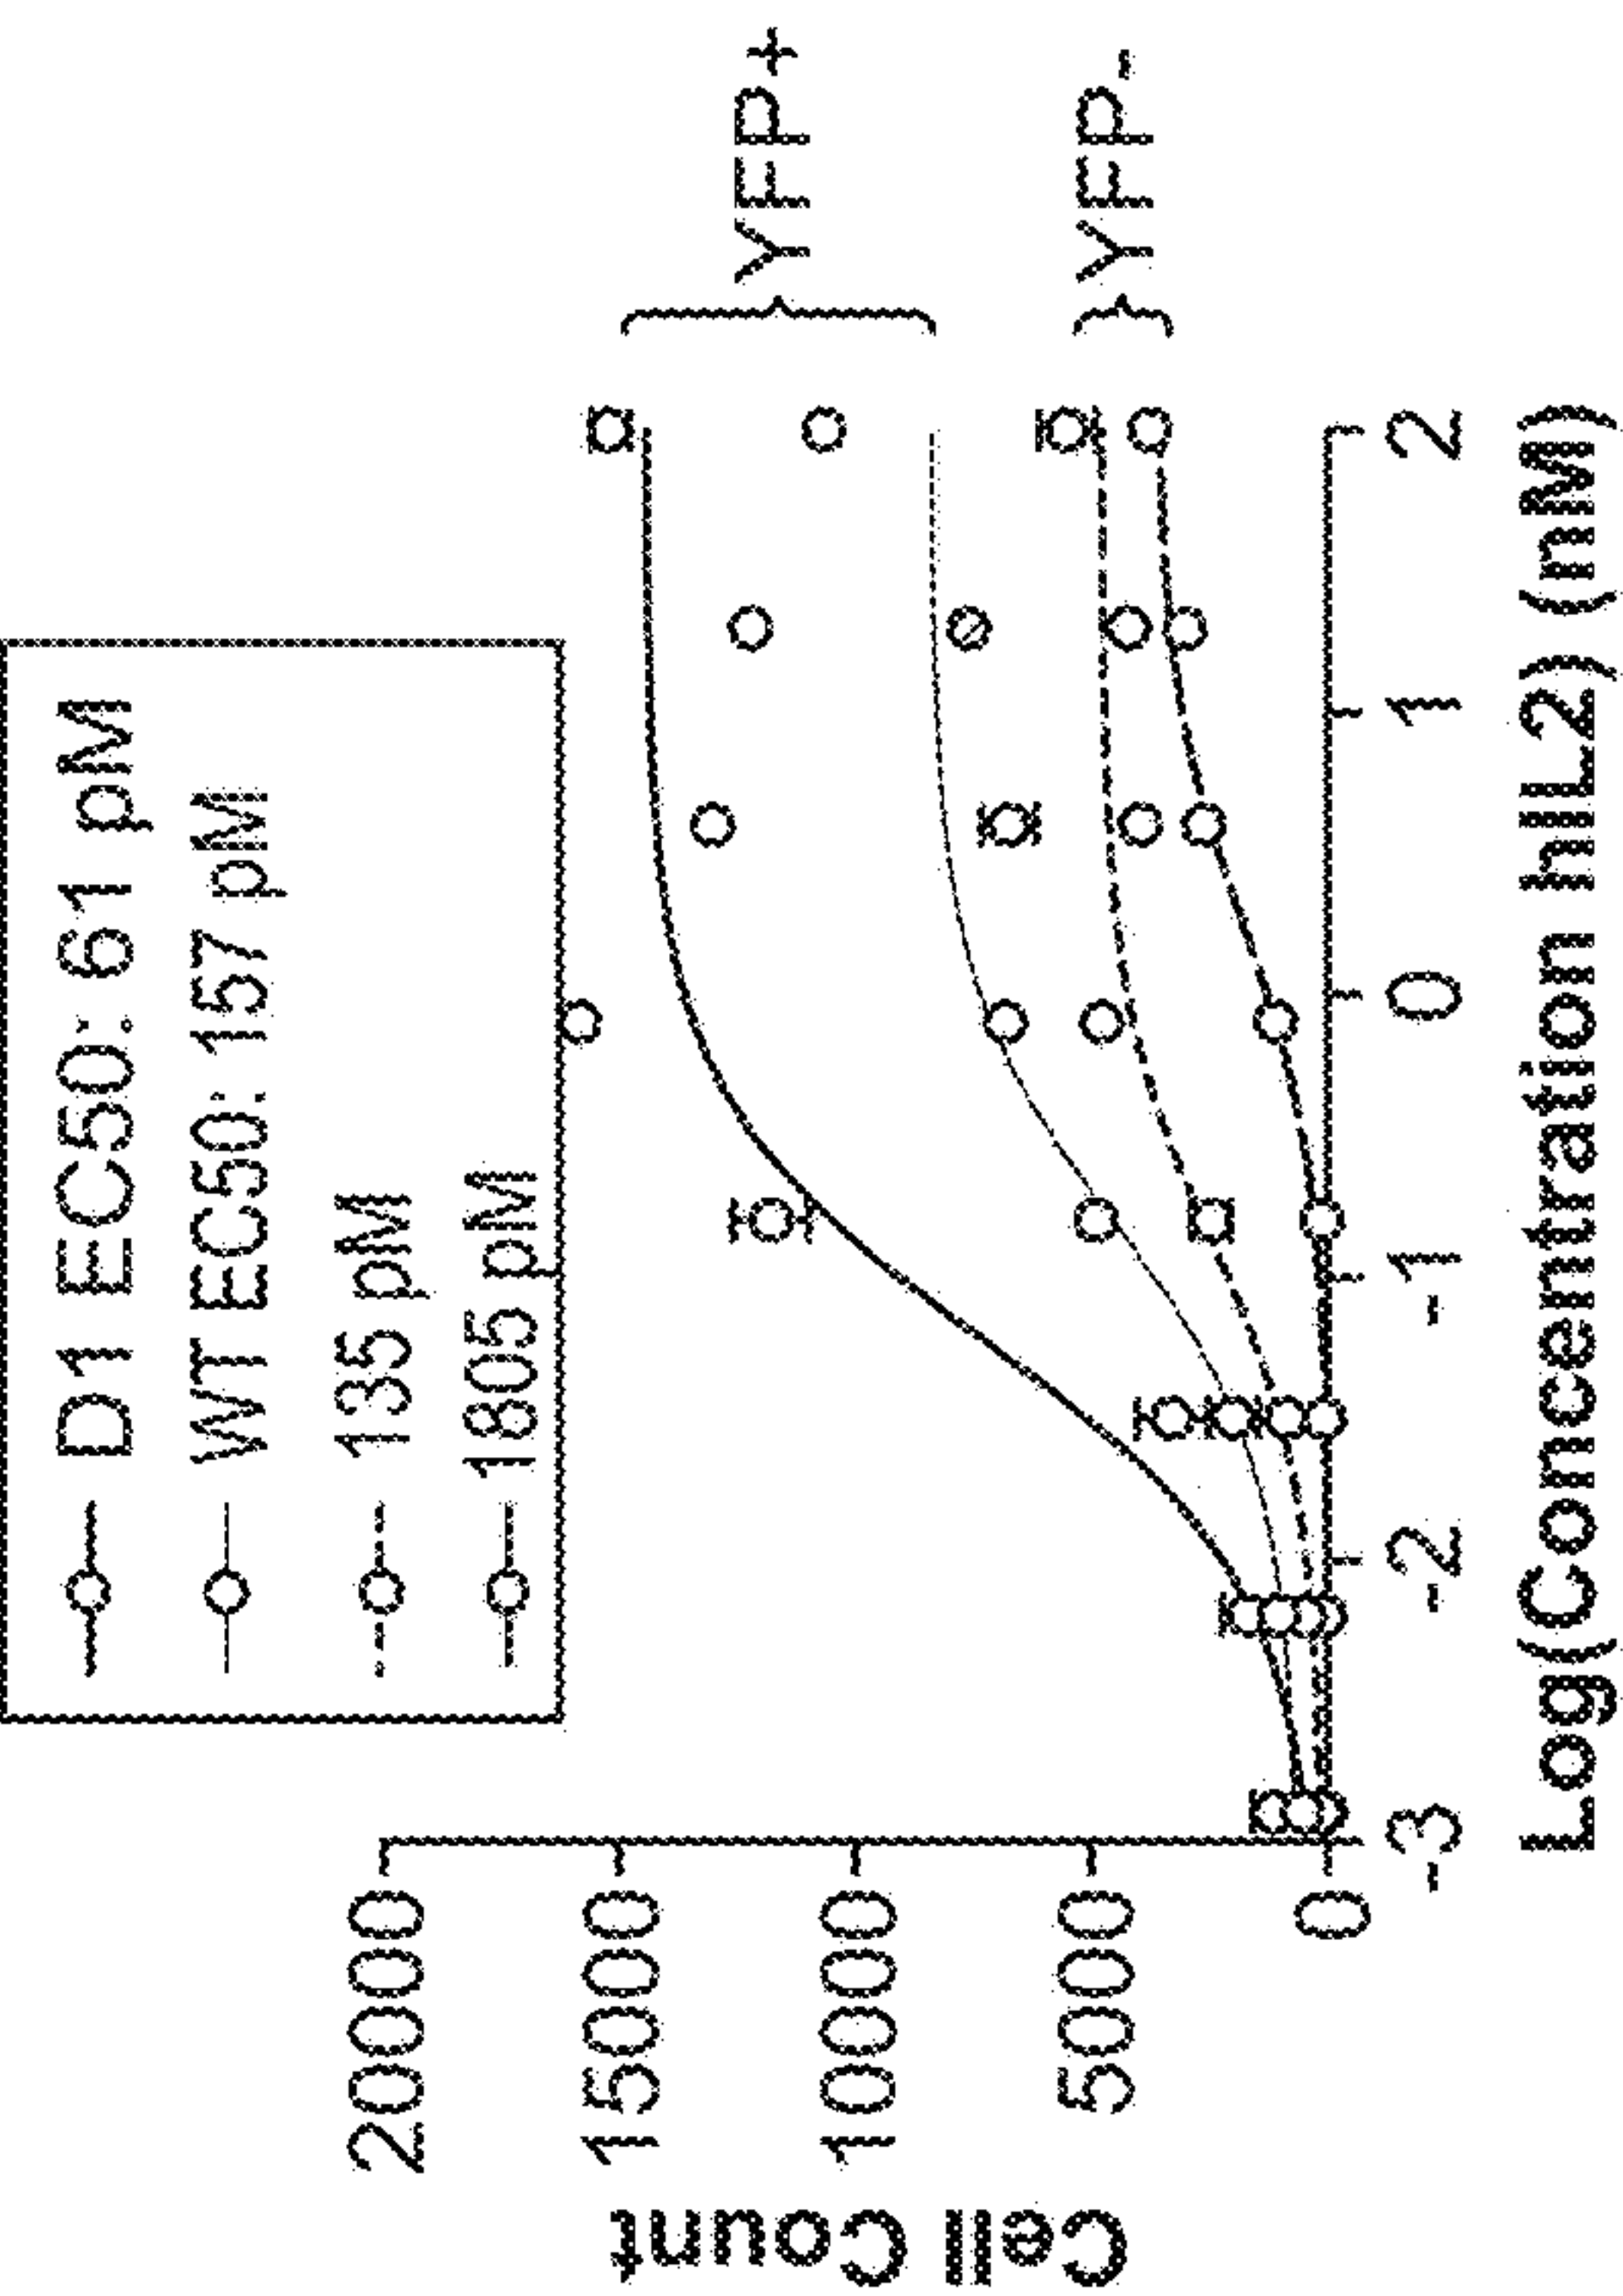 D1 EC50: 61 pM
WT EC50: 157 pM
135 pM
1805 pM
Cell Count
20000
15000
10000
5000
0
-3
-2
-1
0
1
2
Log(Concentration hIL2) (nM)
YFP+
YFP-